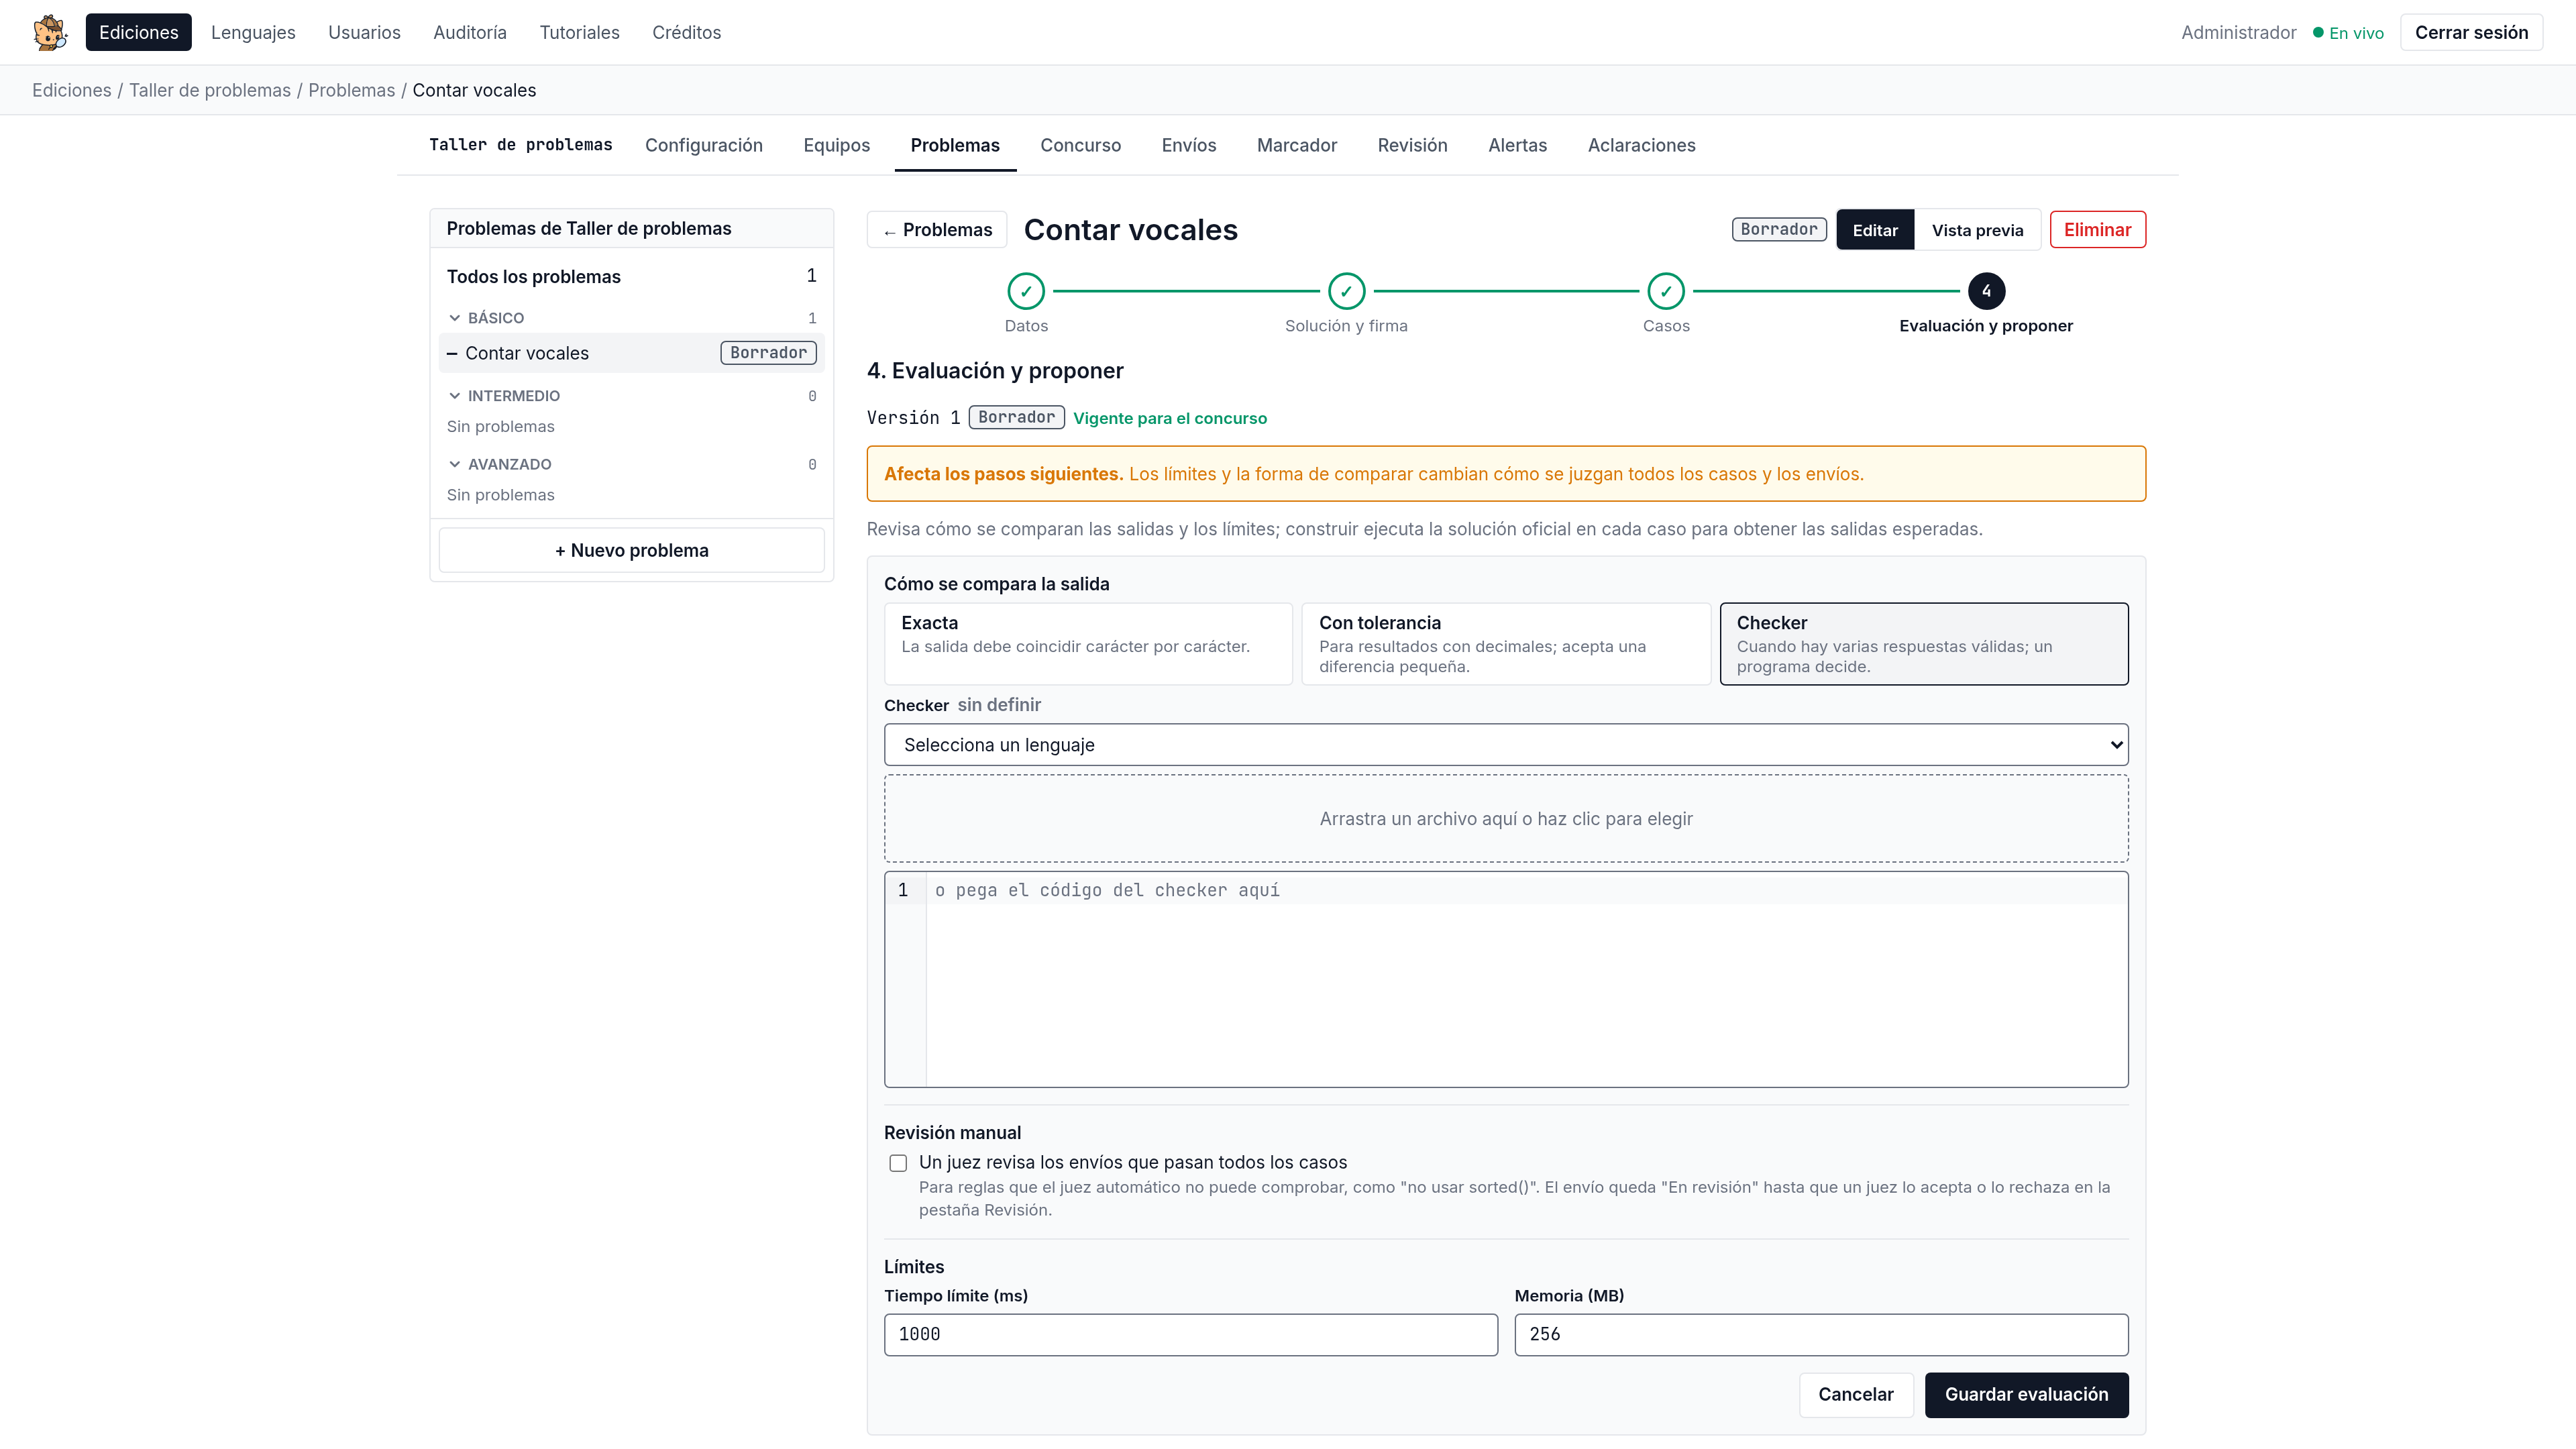 Ediciones Lenguajes Usuarios Auditoría Tutoriales Créditos Administrador En vivo Cerrar sesión
Ediciones / Taller de problemas / Problemas / Contar vocales
Taller de problemas Configuración Equipos Problemas Concurso Envíos Marcador Revisión Alertas Aclaraciones
Problemas de Taller de problemas
Todos los problemas 1
BÁSICO 1
– Contar vocales Borrador
INTERMEDIO 0
Sin problemas
AVANZADO 0
Sin problemas
+ Nuevo problema
← Problemas Contar vocales Borrador Editar Vista previa Eliminar
✓ ✓ ✓ 4
Datos Solución y firma Casos Evaluación y proponer
4. Evaluación y proponer
Versión 1 Borrador Vigente para el concurso
Afecta los pasos siguientes. Los límites y la forma de comparar cambian cómo se juzgan todos los casos y los envíos.
Revisa cómo se comparan las salidas y los límites; construir ejecuta la solución oficial en cada caso para obtener las salidas esperadas.
Cómo se compara la salida
Exacta
La salida debe coincidir carácter por carácter.
Con tolerancia
Para resultados con decimales; acepta una
diferencia pequeña.
Checker
Cuando hay varias respuestas válidas; un
programa decide.
Checker sin definir
Selecciona un lenguaje
Arrastra un archivo aquí o haz clic para elegir
1 o pega el código del checker aquí
Revisión manual
Un juez revisa los envíos que pasan todos los casos
Para reglas que el juez automático no puede comprobar, como "no usar sorted()". El envío queda "En revisión" hasta que un juez lo acepta o lo rechaza en la
pestaña Revisión.
Límites
Tiempo límite (ms) Memoria (MB)
1000 256
Cancelar Guardar evaluación